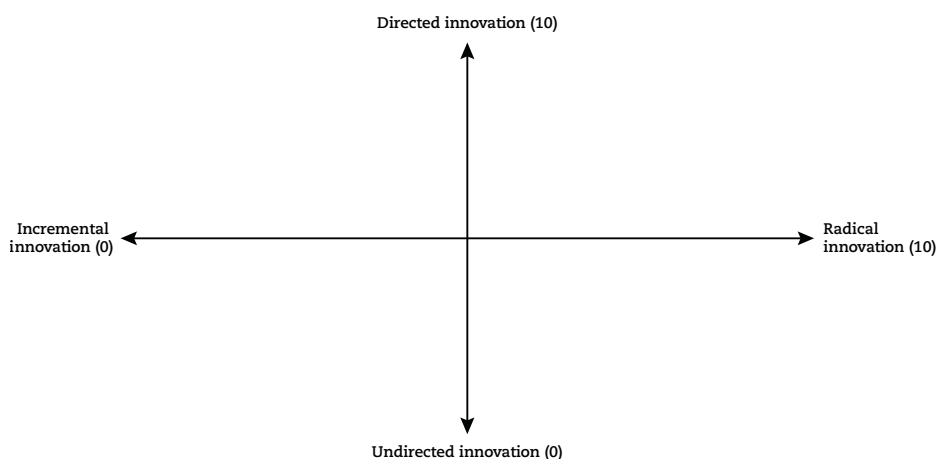 Directed innovation (10)
Incremental
innovation (0)
Radical
innovation (10)
Undirected innovation (0)